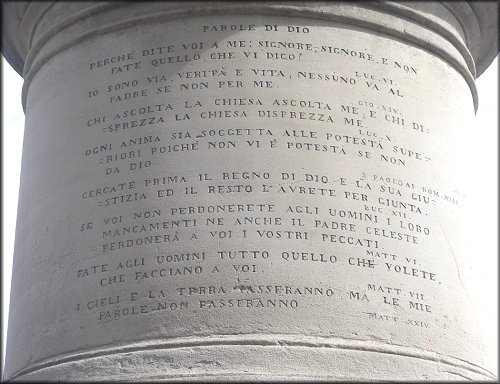 PAROLE DI DIO
PERCHÈ DITE VOI A ME: SIGNORE, SIGNORE, E NON
FATE QUELLO, CHE VI DICO?
LUC. VI.
IO SONO VIA, VERITÀ E VITA; NESSUNO VA AL
PADRE SE NON PER ME.
GIO. XIV.
CHI ASCOLTA LA CHIESA ASCOLTA ME, E CHI DI=
SPREZZA LA CHIESA DISPREZZA ME
LUC. X.
OGNI ANIMA SIA SOGGETTA ALLE POTESTÀ SUPE=
RIORI POICHÈ NON VI È POTESTÀ SE NON
DA DIO
S. PAOLO AI ROM. XIII
CERCATE PRIMA IL REGNO DI DIO, E LA SUA GIU=
STIZIA ED IL RESTO L'AVRETE PER GIUNTA.
LUC. XII.
SE VOI NON PERDONERETE AGLI UOMINI I LORO
MANCAMENTI NE ANCHE IL PADRE CELESTE
PERDONERÀ A VOI I VOSTRI PECCATI
MATT VI.
FATE AGLI UOMINI TUTTO QUELLO CHE VOLETE,
CHE FACCIANO A VOI.
MATT. VII.
I CIELI E LA TERRA PASSERANNO, MA LE MIE
PAROLE NON PASSERANNO
MATT. XXIV.